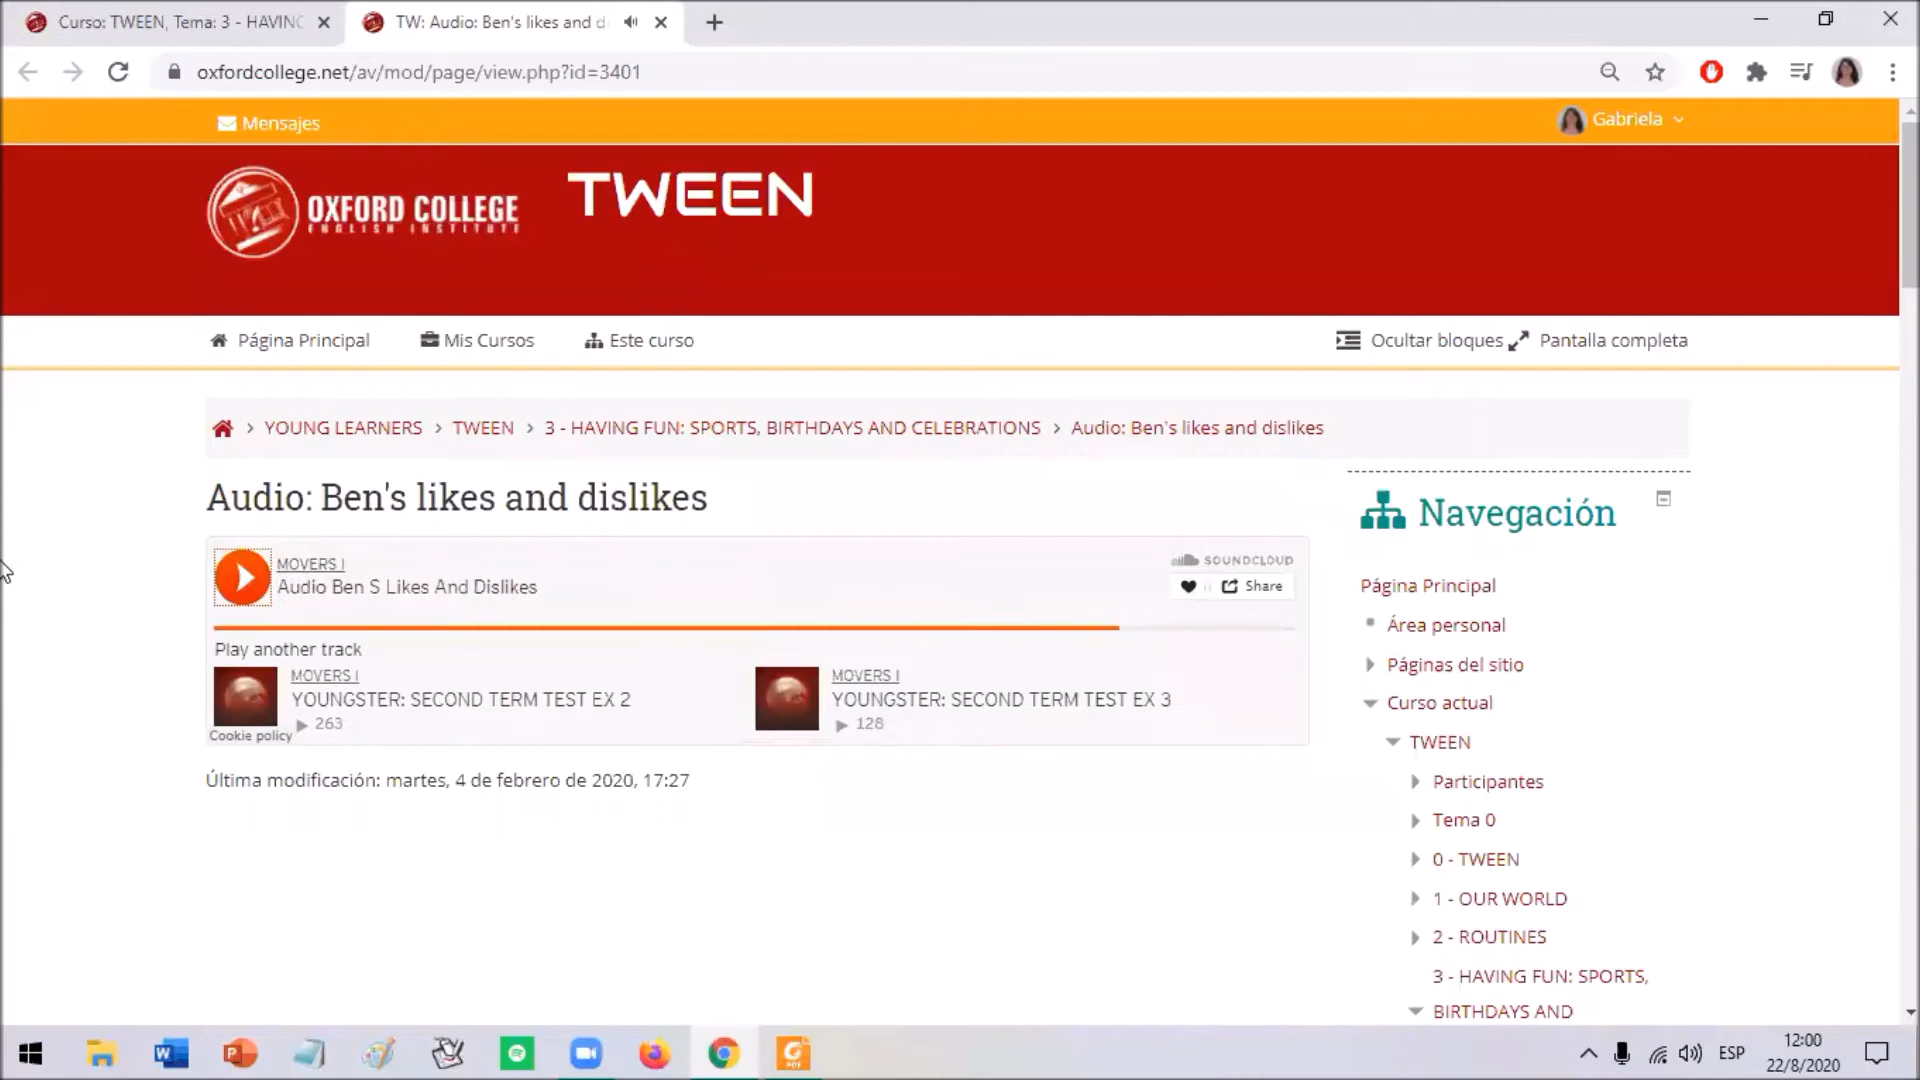 Curso: TWEEN, Tema: 3 - HAVING
TW: Audio: Ben's likes and d
oxfordcollege.net/av/mod/page/view.php?id=3401
Mensajes
Gabriela
OXFORD COLLEGE
ENGLISH INSTITUTE
TWEEN
Página Principal
Mis Cursos
Este curso
Ocultar bloques
Pantalla completa
YOUNG LEARNERS > TWEEN > 3 - HAVING FUN: SPORTS, BIRTHDAYS AND CELEBRATIONS > Audio: Ben's likes and dislikes
Audio: Ben's likes and dislikes
MOVERS I
Audio Ben S Likes And Dislikes
SOUNDCLOUD
Share
Play another track
MOVERS I
YOUNGSTER: SECOND TERM TEST EX 2
263
MOVERS I
YOUNGSTER: SECOND TERM TEST EX 3
128
Cookie policy
Última modificación: martes, 4 de febrero de 2020, 17:27
Navegación
Página Principal
Área personal
Páginas del sitio
Curso actual
TWEEN
Participantes
Tema 0
0 - TWEEN
1 - OUR WORLD
2 - ROUTINES
3 - HAVING FUN: SPORTS,
BIRTHDAYS AND
ESP
12:00
22/8/2020